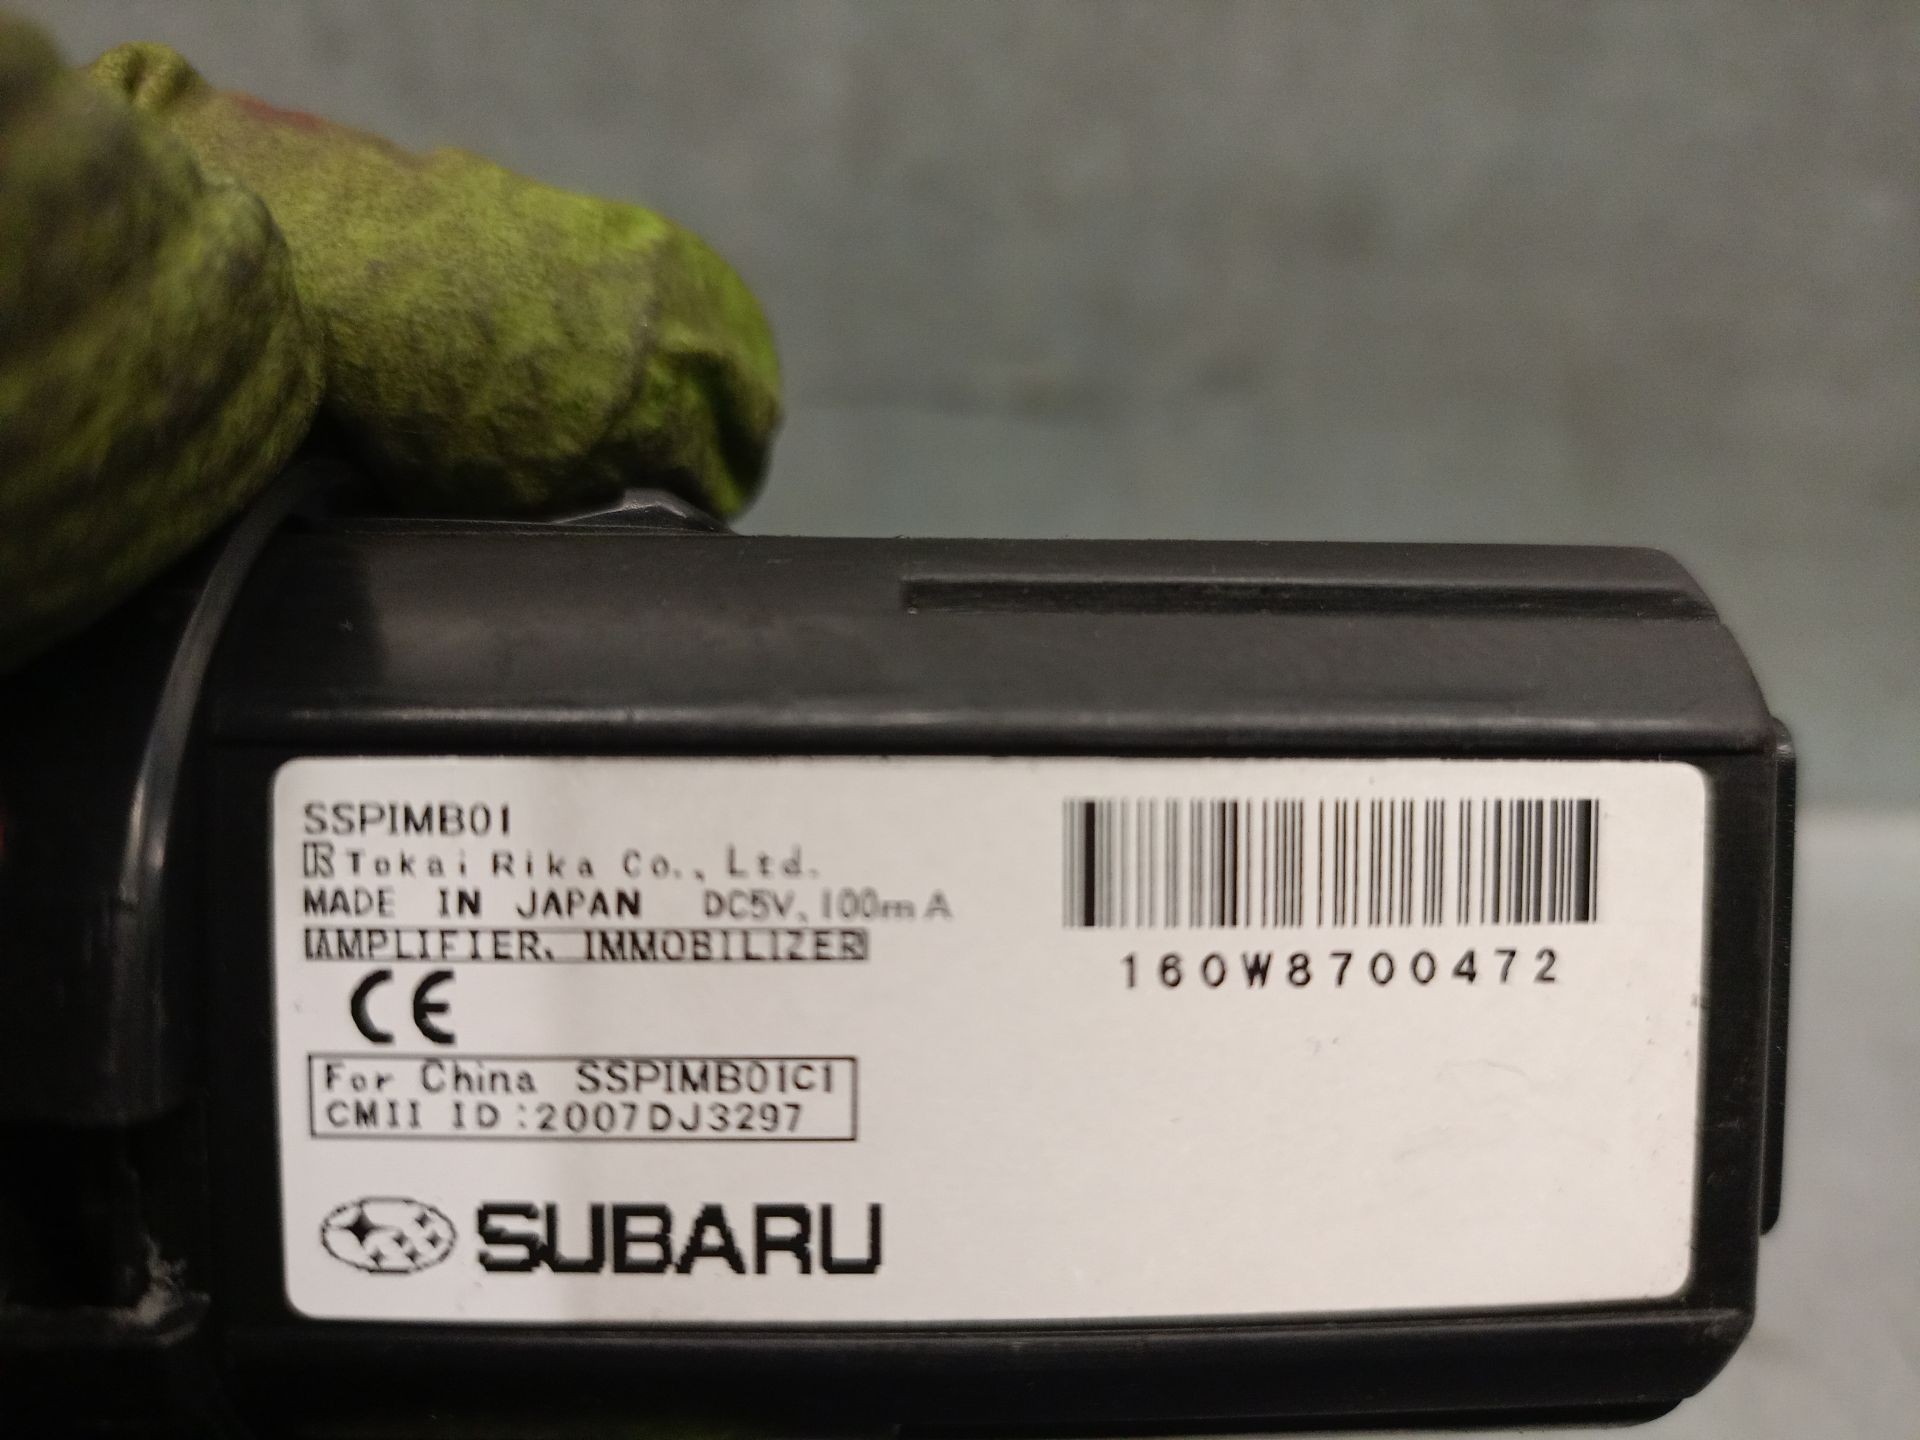 SSPIMB01
Tokai Rika Co., Ltd.
MADE IN JAPAN DC5V, 100mA
AMPLIFIER, IMMOBILIZER
CE
For China SSPIMB01C1
CMII ID:2007DJ3297
SUBARU
160W8700472